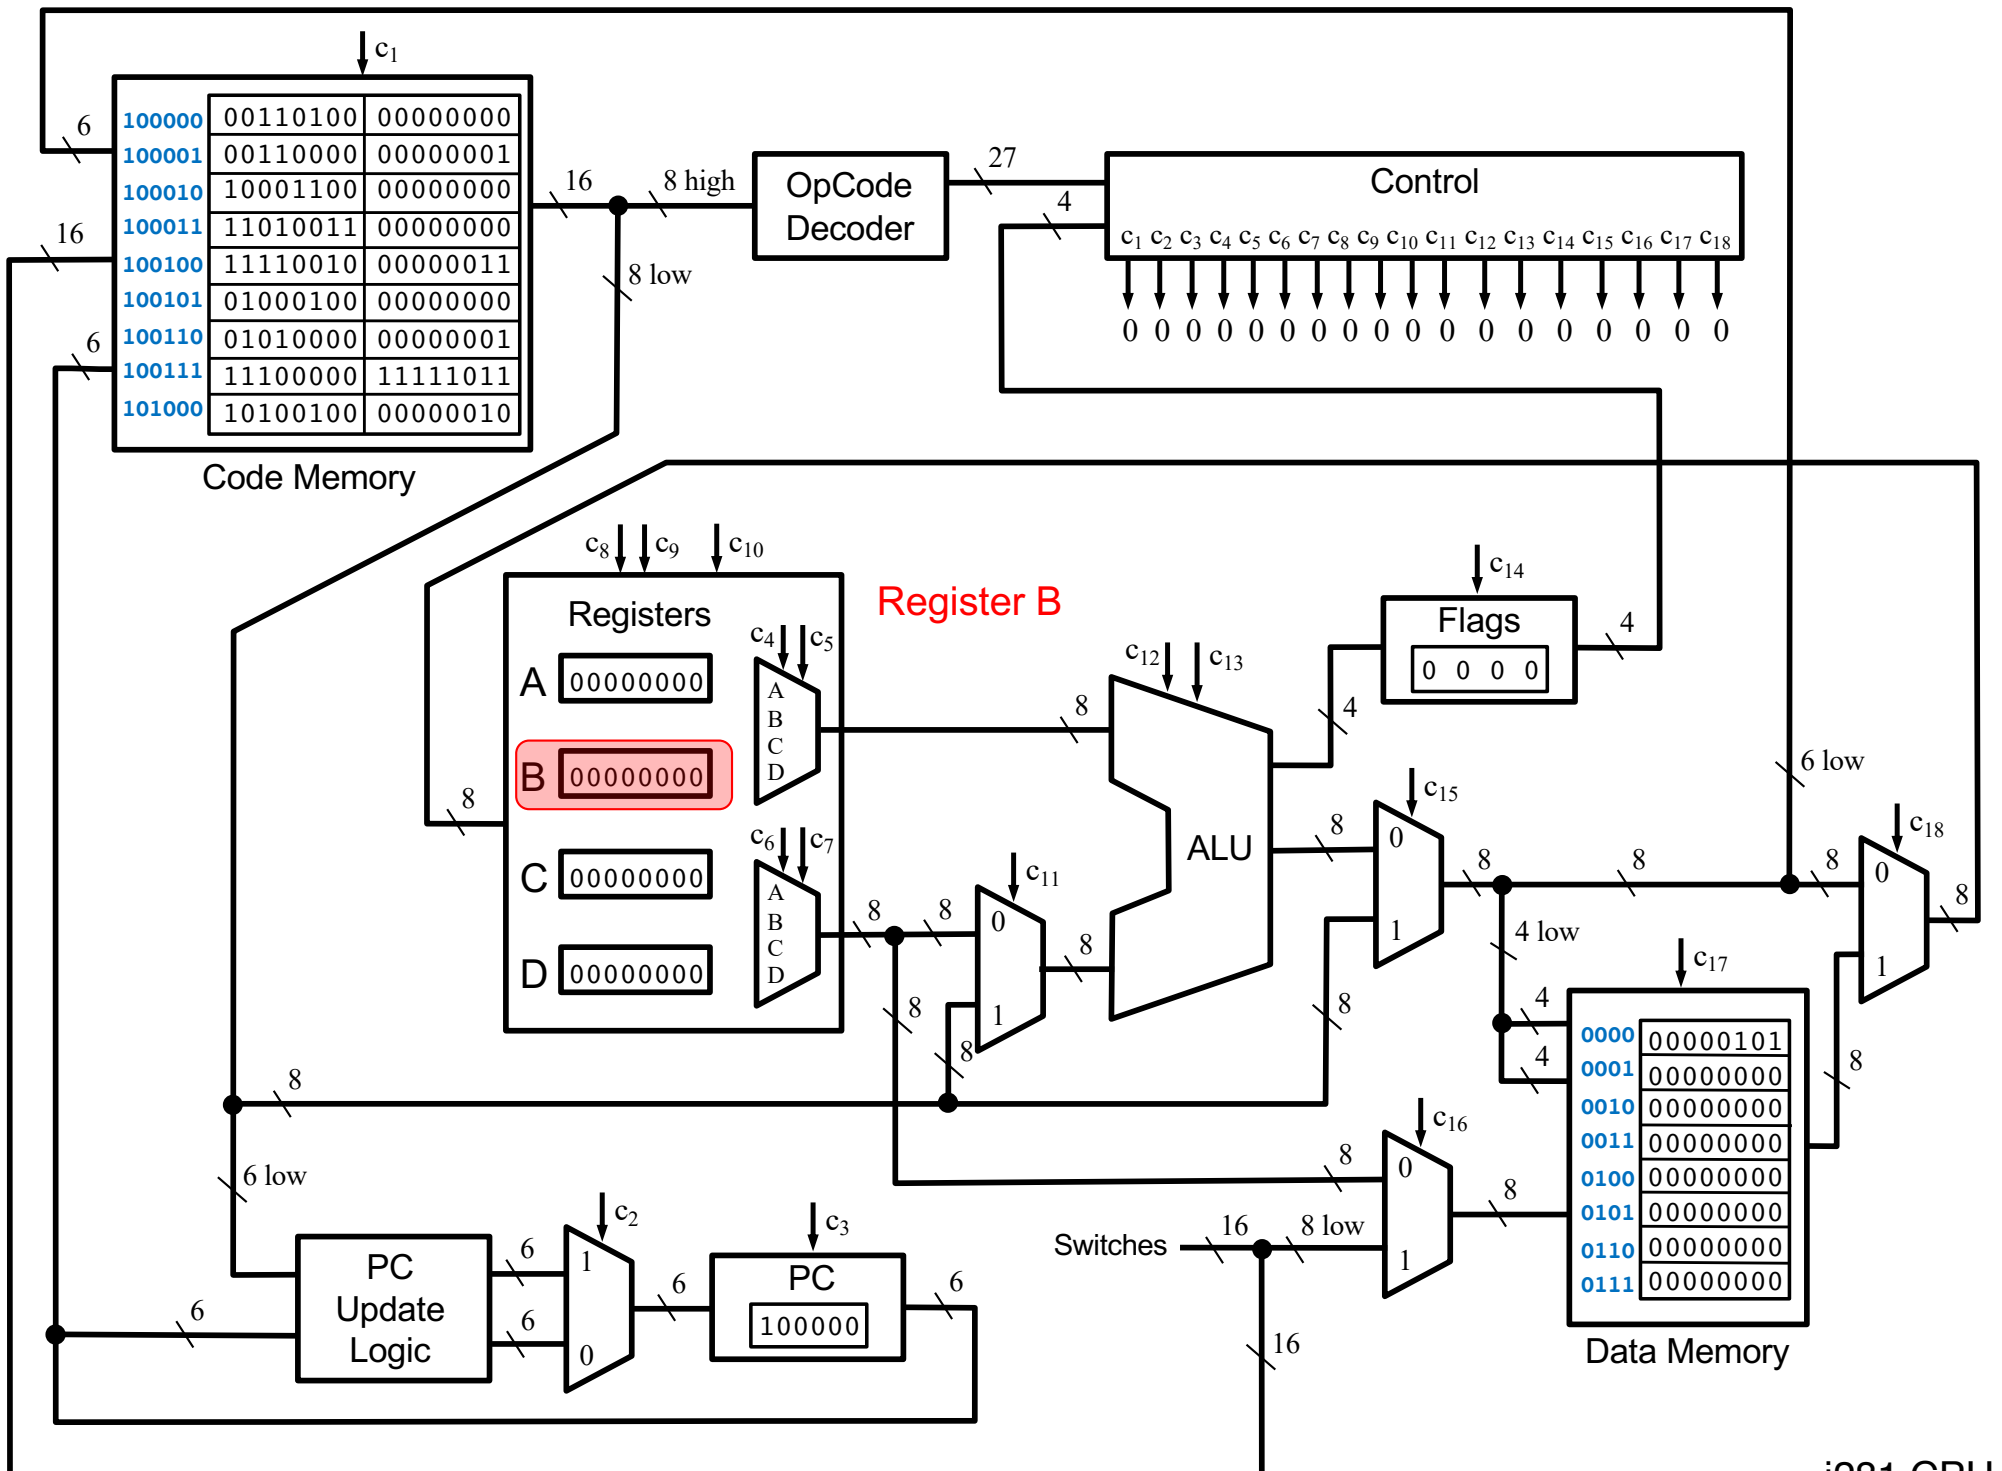 c1
6
100000 00110100 00000000
100001 00110000 00000001
100010 10001100 00000000
100011 11010011 00000000
100100 11110010 00000011
100101 01000100 00000000
100110 01010000 00000001
100111 11100000 11111011
101000 10100100 00000010
16
6
Code Memory
16
8 high
8 low
OpCode
Decoder
27
4
Control
c1 c2 c3 c4 c5 c6 c7 c8 c9 c10 c11 c12 c13 c14 c15 c16 c17 c18
0 0 0 0 0 0 0 0 0 0 0 0 0 0 0 0 0 0
c8 c9 c10
Registers
Register B
A 00000000
B 00000000
C 00000000
D 00000000
8
c4 c5
A
B
C
D
c6 c7
A
B
C
D
8
8
8
8
8
c11
0
1
8
8
c12 c13
ALU
4
c14
Flags
0 0 0 0
4
8
c15
0
1
8
8
8
6 low
8
c18
0
1
8
4 low
4
4
c17
0000 00000101
0001 00000000
0010 00000000
0011 00000000
0100 00000000
0101 00000000
0110 00000000
0111 00000000
Data Memory
8
8
c16
0
1
8
8
Switches
16
8 low
16
6 low
6
PC
Update
Logic
6
6
c2
1
0
6
c3
PC
100000
6
i281 CPU